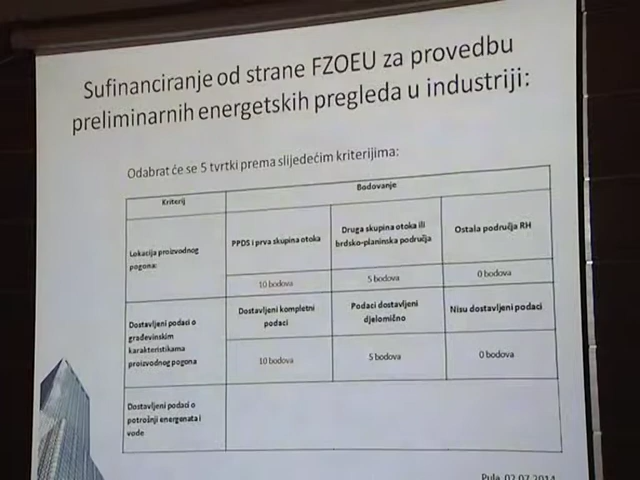 Sufinanciranje od strane FZOEU za provedbu
preliminarnih energetskih pregleda u industriji:
Odabrat će se 5 tvrtki prema slijedećim kriterijima:
Kriterij
Bodovanje
Lokacija proizvodnog
pogona:
PPDS i prva skupina otoka
Druga skupina otoka ili
brdsko-planinska područja
Ostala područja RH
10 bodova
5 bodova
0 bodova
Dostavljeni podaci o
građevinskim
karakteristikama
proizvodnog pogona
Dostavljeni kompletni
podaci
Podaci dostavljeni
djelomično
Nisu dostavljeni podaci
10 bodova
5 bodova
0 bodova
Dostavljeni podaci o
potrošnji energenata i
vode
Pula, 02.07.2014